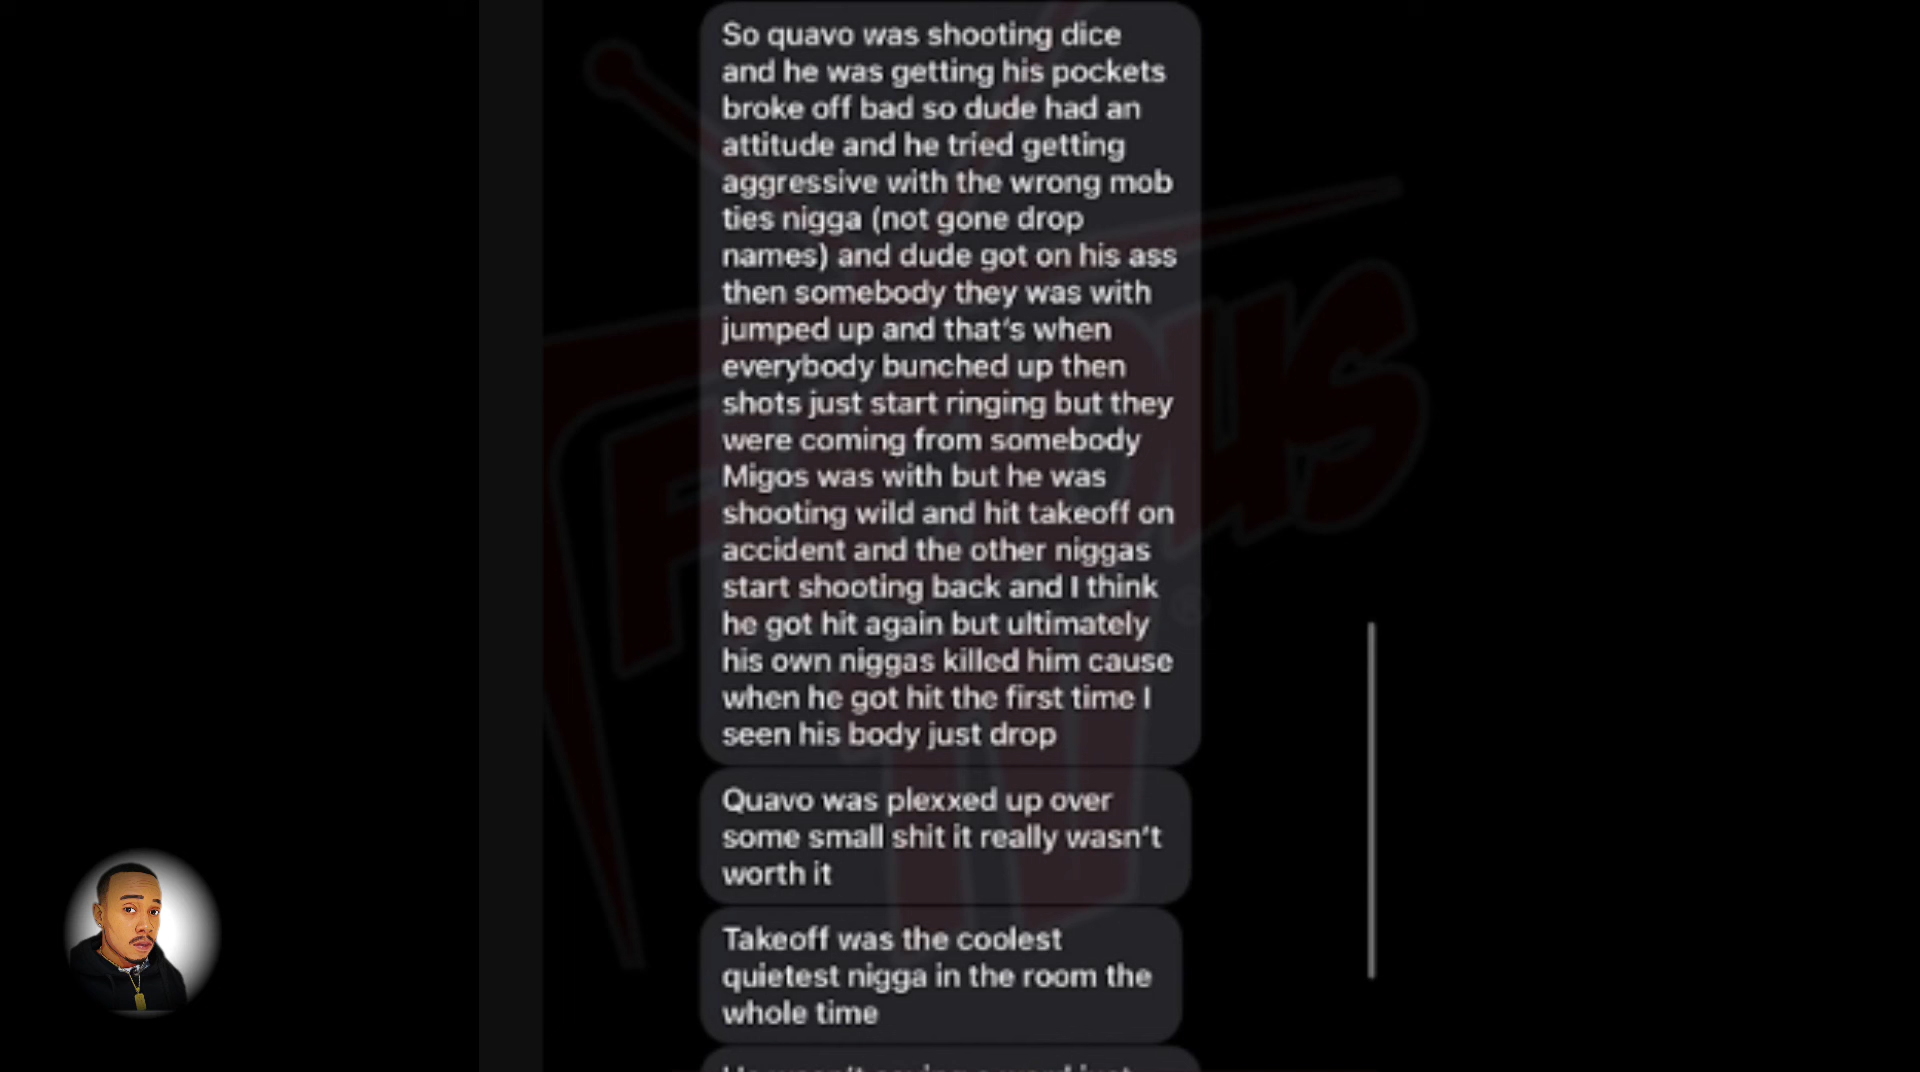 So quavo was shooting dice
and he was getting his pockets
broke off bad so dude had an
attitude and he tried getting
aggressive with the wrong mob
ties nigga (not gone drop
names) and dude got on his ass
then somebody they was with
jumped up and that's when
everybody bunched up then
shots just start ringing but they
were coming from somebody
Migos was with but he was
shooting wild and hit takeoff on
accident and the other niggas
start shooting back and I think
he got hit again but ultimately
his own niggas killed him cause
when he got hit the first time I
seen his body just drop
Quavo was plexxed up over
some small shit it really wasn't
worth it
Takeoff was the coolest
quietest nigga in the room the
whole time